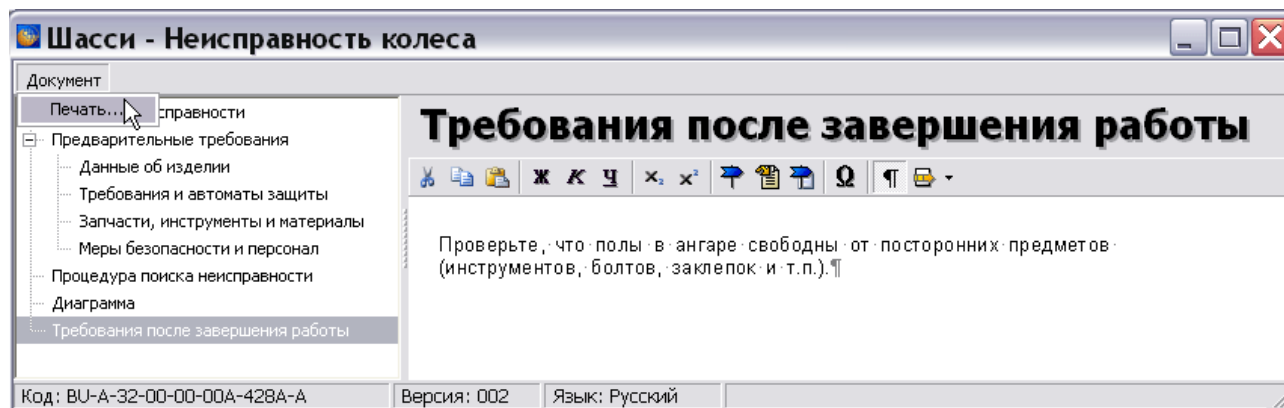 Шасси - Неисправность колеса
Документ
Печать...
справности
Предварительные требования
Данные об изделии
Требования и автоматы защиты
Запчасти, инструменты и материалы
Меры безопасности и персонал
Процедура поиска неисправности
Диаграмма
Требования после завершения работы
Требования после завершения работы
Ж К Ч x₂ x² Ω ¶
Проверьте, что полы в ангаре свободны от посторонних предметов
(инструментов, болтов, заклепок и т.п.).¶
Код: BU-A-32-00-00-00A-428A-A
Версия: 002
Язык: Русский